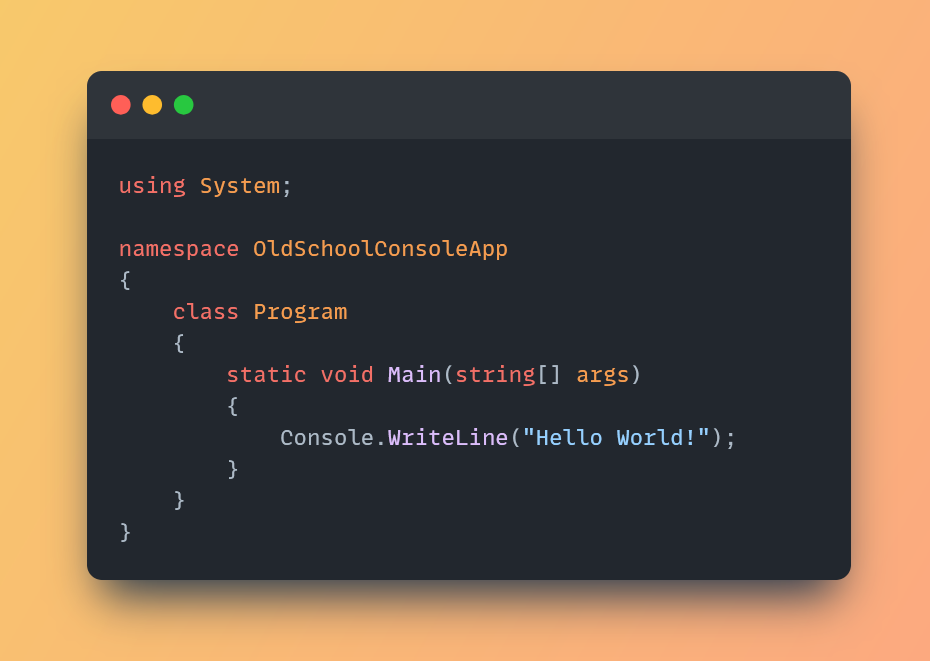 using System;

namespace OldSchoolConsoleApp
{
    class Program
    {
        static void Main(string[] args)
        {
            Console.WriteLine("Hello World!");
        }
    }
}